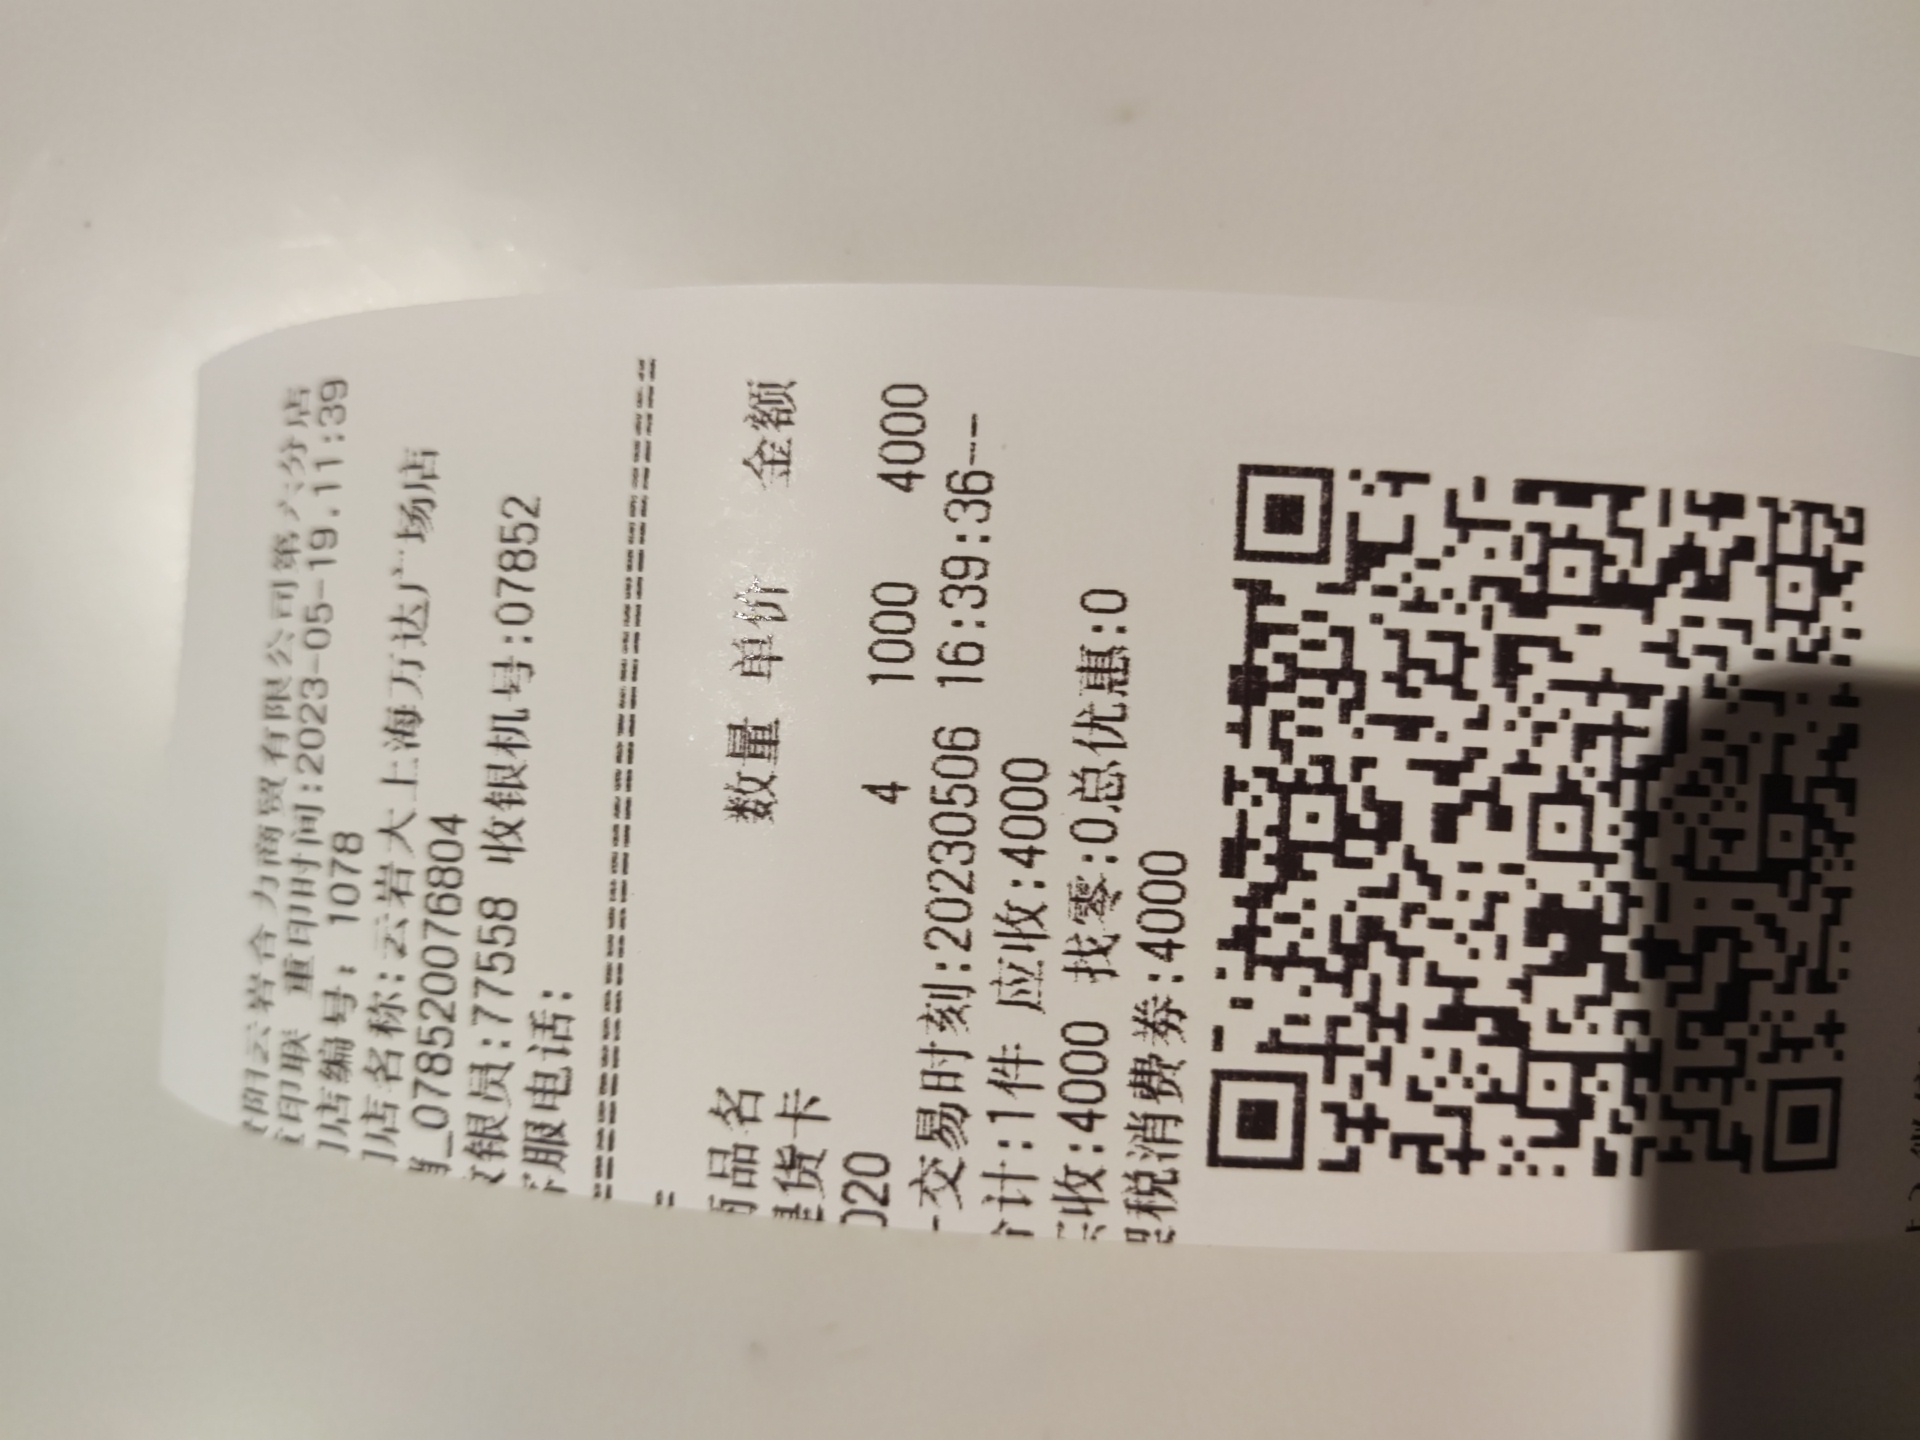 阳云岩合力商贸有限公司第六分店
印联 重印时间:2023-05-19.11:39
店编号: 1078
店名称:云岩大上海万达广场店
_0785200076804
银员:77558 收银机号:07852
服电话:
================================
=
品名 数量 单价 金额
货卡
020 4 1000 4000
-交易时刻:20230506 16:39:36--
计:1件 应收:4000
收:4000 找零:0总优惠:0
税消费券:4000